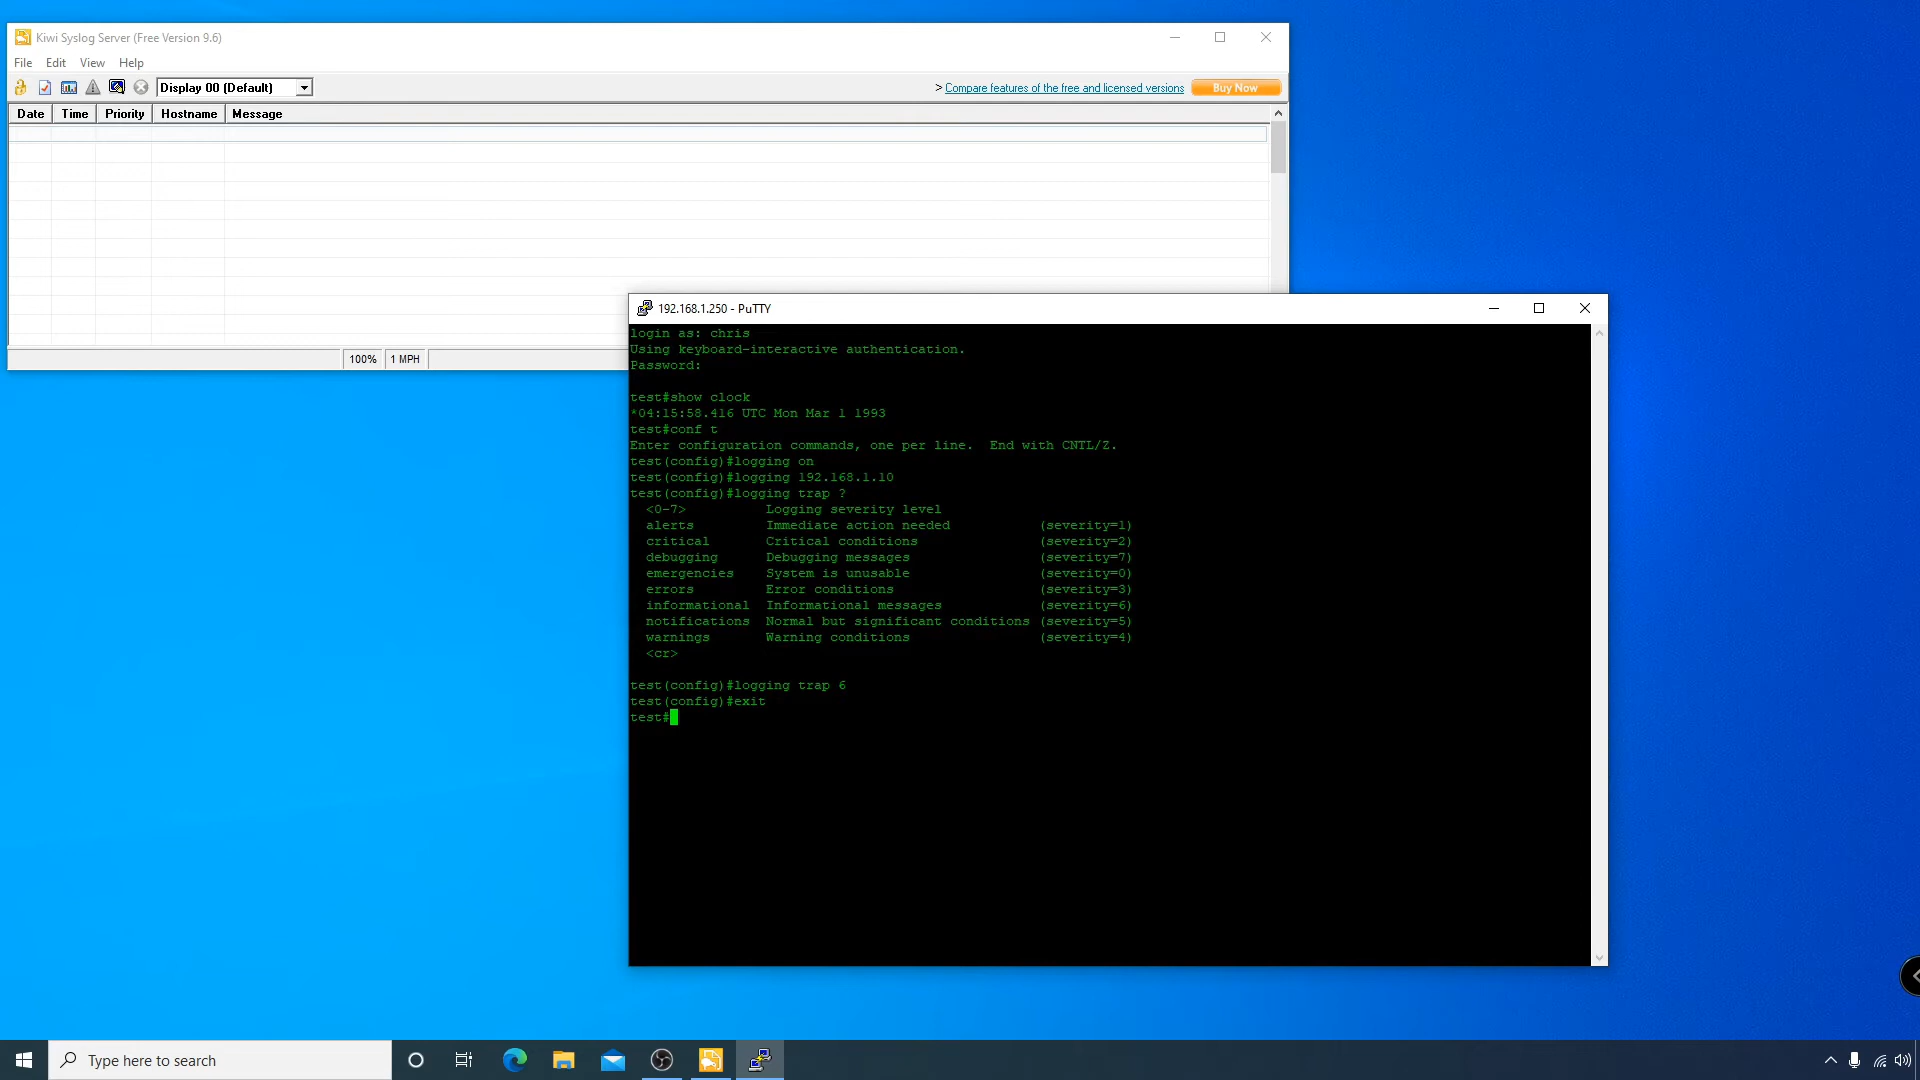 Kiwi Syslog Server (Free Version 9.6)
File Edit View Help
Display 00 (Default)
> Compare features of the free and licensed versions
Buy Now
Date Time Priority Hostname Message
100% 1 MPH
192.168.1.250 - PuTTY
login as: chris
Using keyboard-interactive authentication.
Password:
test#show clock
*04:15:58.416 UTC Mon Mar 1 1993
test#conf t
Enter configuration commands, one per line.  End with CNTL/Z.
test(config)#logging on
test(config)#logging 192.168.1.10
test(config)#logging trap ?
<0-7> Logging severity level
alerts Immediate action needed (severity=1)
critical Critical conditions (severity=2)
debugging Debugging messages (severity=7)
emergencies System is unusable (severity=0)
errors Error conditions (severity=3)
informational Informational messages (severity=6)
notifications Normal but significant conditions (severity=5)
warnings Warning conditions (severity=4)
<cr>
test(config)#logging trap 6
test(config)#exit
test#
Type here to search